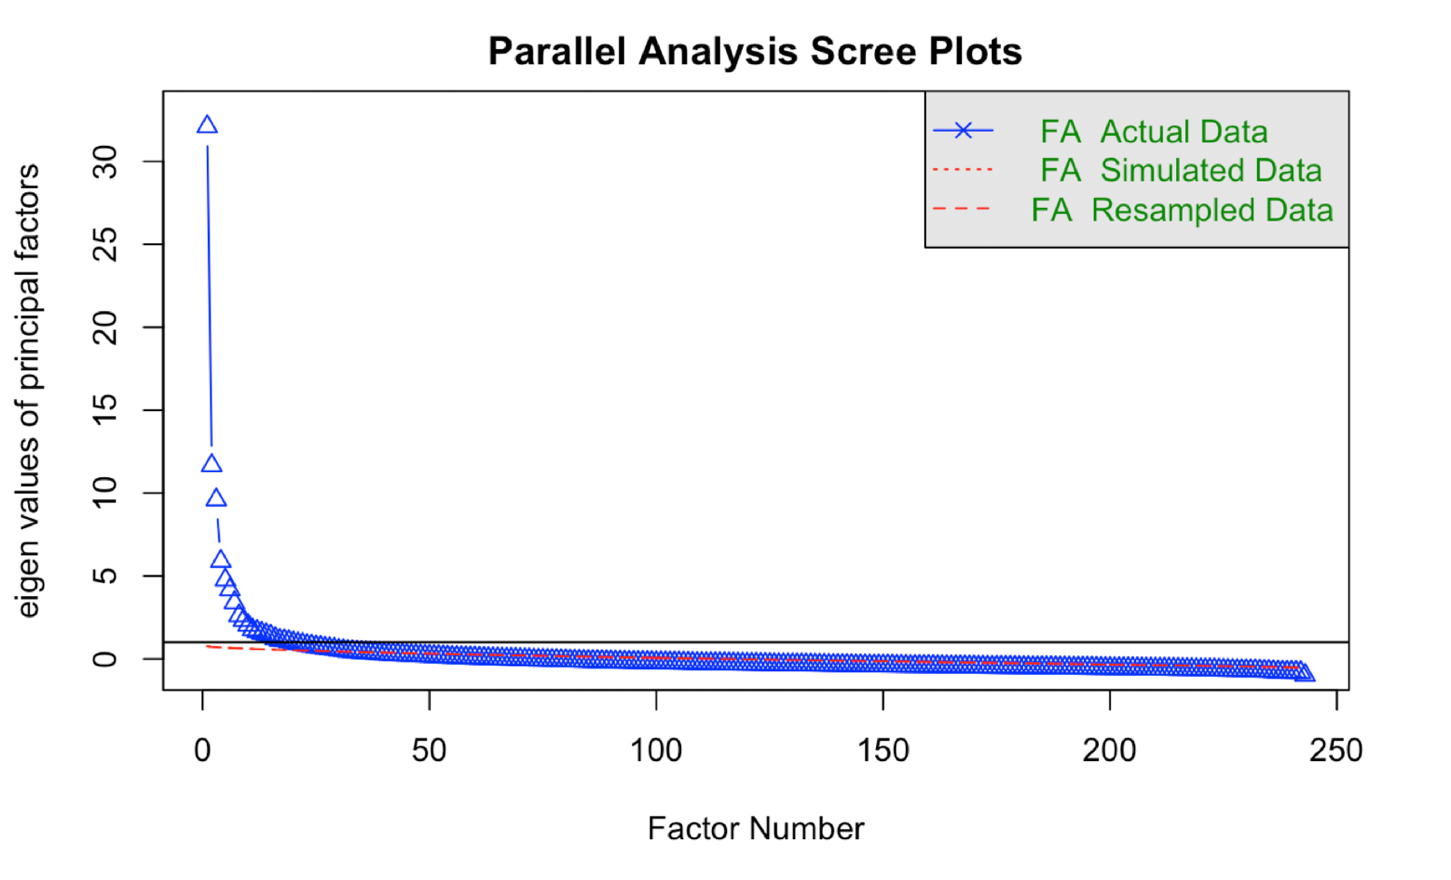 Parallel Analysis Scree Plots
eigen values of principal factors
30
25
20
15
10
5
0
FA Actual Data
FA Simulated Data
FA Resampled Data
0 50 100 150 200 250
Factor Number